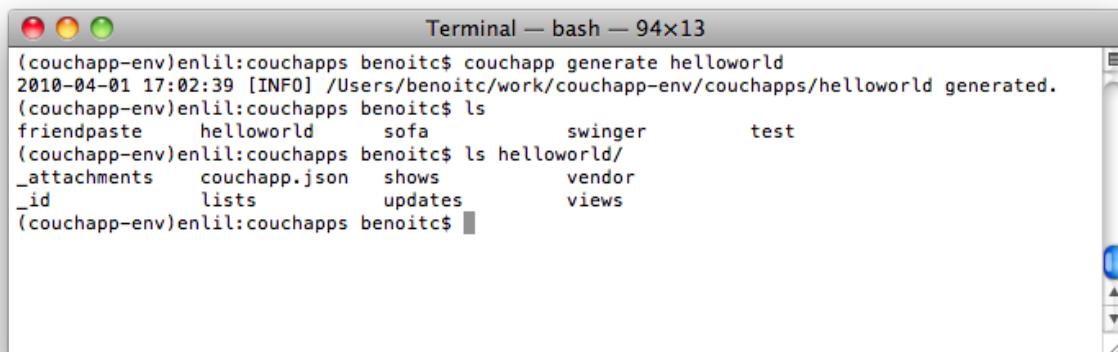 Terminal — bash — 94×13
(couchapp-env)enlil:couchapps benoitc$ couchapp generate helloworld
2010-04-01 17:02:39 [INFO] /Users/benoitc/work/couchapp-env/couchapps/helloworld generated.
(couchapp-env)enlil:couchapps benoitc$ ls
friendpaste helloworld sofa swinger test
(couchapp-env)enlil:couchapps benoitc$ ls helloworld/
_attachments couchapp.json shows vendor
_id lists updates views
(couchapp-env)enlil:couchapps benoitc$